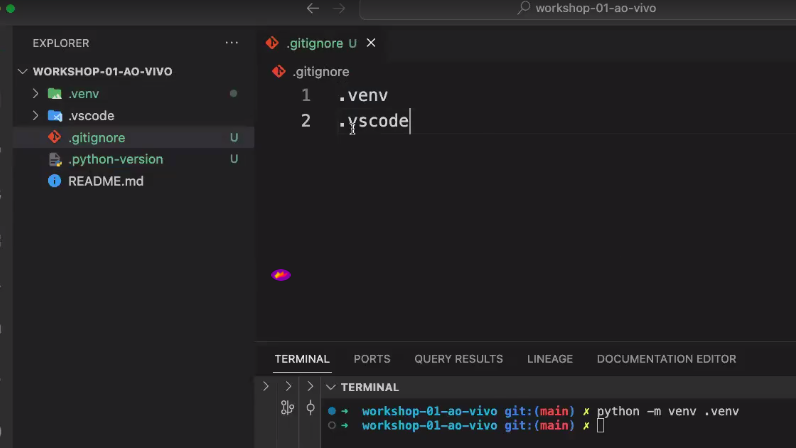 workshop-01-ao-vivo
EXPLORER
WORKSHOP-01-AO-VIVO
.venv
.vscode
.gitignore U
.python-version U
README.md
.gitignore U
.gitignore
1 .venv
2 .vscode
TERMINAL PORTS QUERY RESULTS LINEAGE DOCUMENTATION EDITOR
TERMINAL
workshop-01-ao-vivo git:(main) ✗ python -m venv .venv
workshop-01-ao-vivo git:(main) ✗